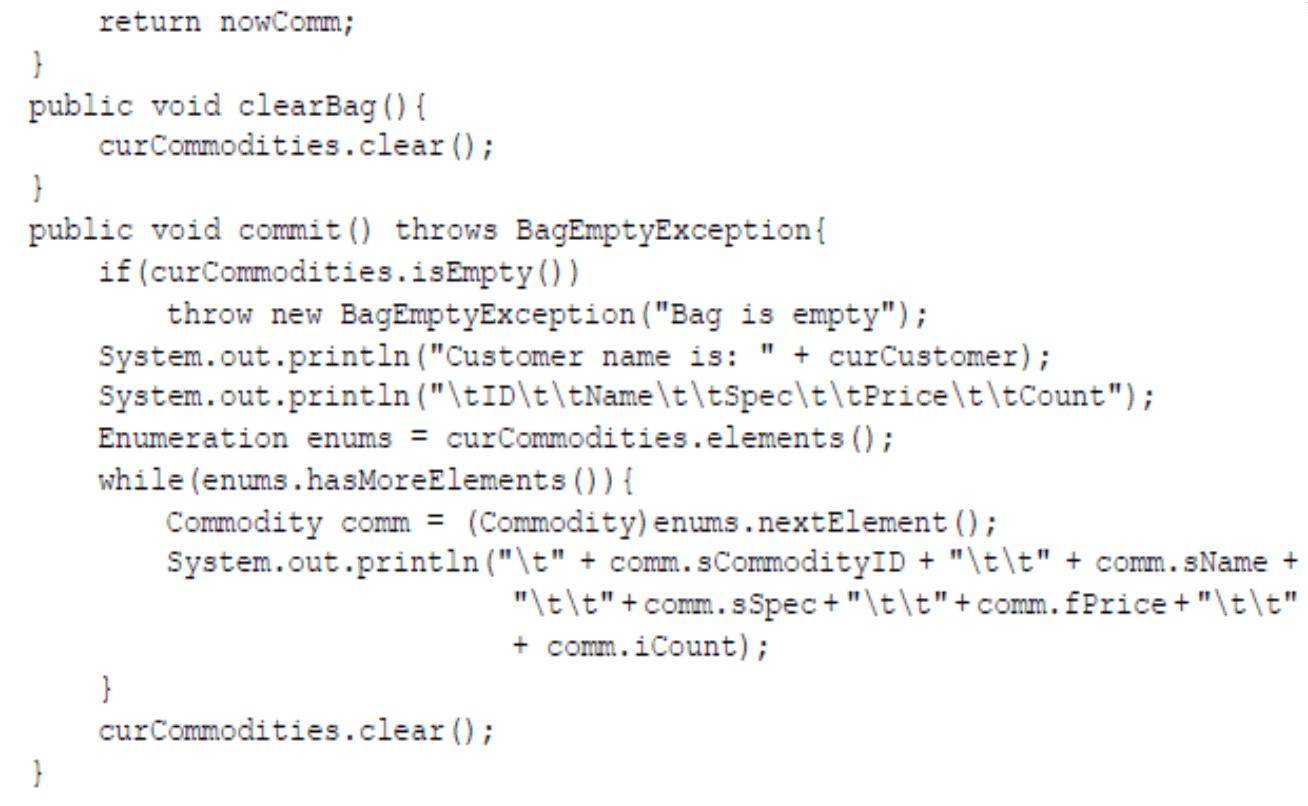 return nowComm;
}
public void clearBag(){
    curCommodities.clear();
}
public void commit() throws BagEmptyException{
    if(curCommodities.isEmpty())
        throw new BagEmptyException("Bag is empty");
    System.out.println("Customer name is: " + curCustomer);
    System.out.println("\tID\t\tName\t\tSpec\t\tPrice\t\tCount");
    Enumeration enums = curCommodities.elements();
    while(enums.hasMoreElements()){
        Commodity comm = (Commodity)enums.nextElement();
        System.out.println("\t" + comm.sCommodityID + "\t\t" + comm.sName +
                            "\t\t"+comm.sSpec+"\t\t"+comm.fPrice+"\t\t"
                            + comm.iCount);
    }
    curCommodities.clear();
}